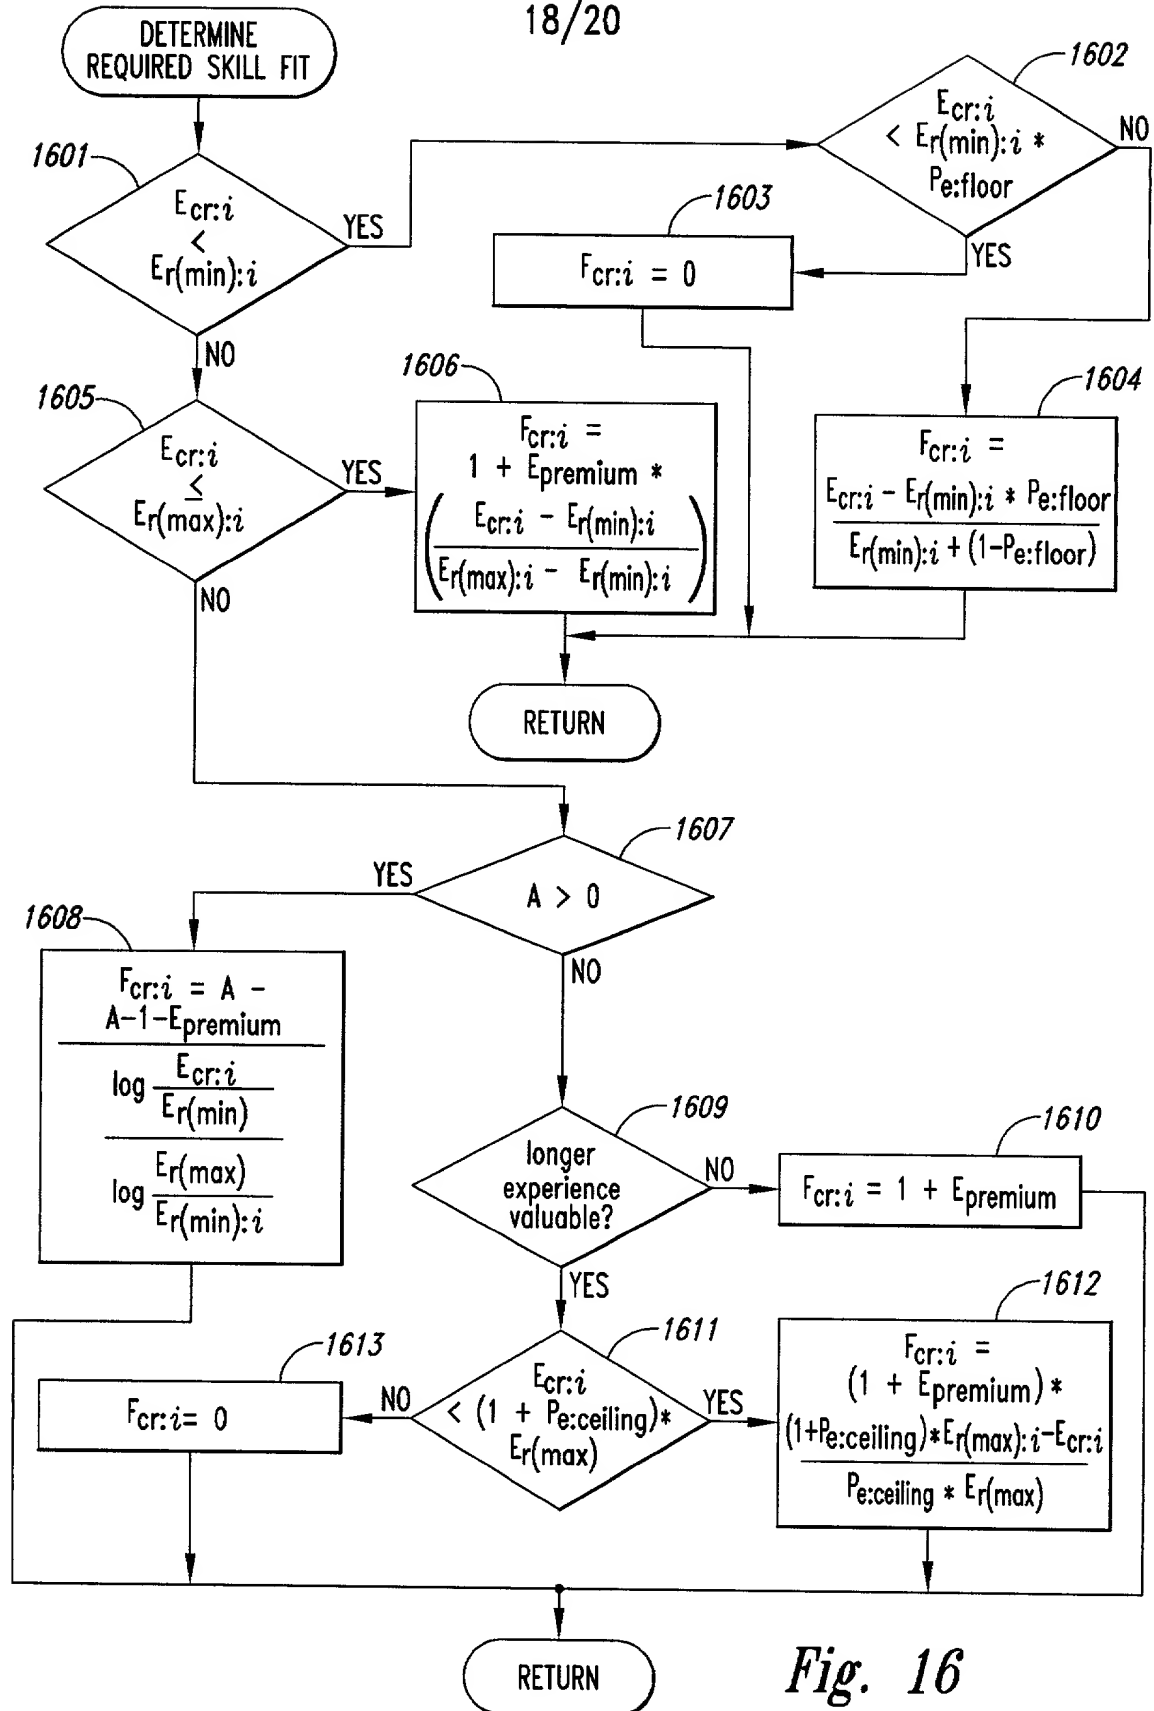 18/20
DETERMINE
REQUIRED SKILL FIT
1601
Ecr:i
<
Er(min):i
YES
NO
1602
Ecr:i
< Er(min):i *
Pe:floor
NO
YES
1603
Fcr:i = 0
1604
Fcr:i =
Ecr:i - Er(min):i * Pe:floor
Er(min):i + (1-Pe:floor)
1605
Ecr:i
≤
Er(max):i
YES
NO
1606
Fcr:i =
1 + Epremium *
( Ecr:i - Er(min):i
Er(max):i - Er(min):i )
RETURN
1607
A > 0
YES
NO
1608
Fcr:i = A -
A-1-Epremium
log Ecr:i
Er(min)
log Er(max)
Er(min):i
1609
longer
experience
valuable?
NO
YES
1610
Fcr:i = 1 + Epremium
1611
Ecr:i
< (1 + Pe:ceiling)*
Er(max)
NO
YES
1612
Fcr:i =
(1 + Epremium)*
(1+Pe:ceiling)*Er(max):i-Ecr:i
Pe:ceiling * Er(max)
1613
Fcr:i= 0
RETURN
Fig. 16